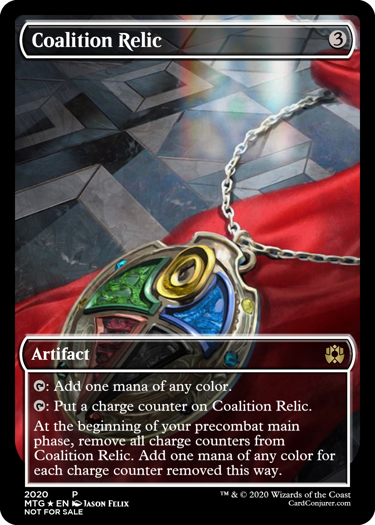 Coalition Relic 3
Artifact
: Add one mana of any color.
: Put a charge counter on Coalition Relic.
At the beginning of your precombat main
phase, remove all charge counters from
Coalition Relic. Add one mana of any color for
each charge counter removed this way.
2020 P
MTG ★ EN Jason Felix
NOT FOR SALE
™ & © 2020 Wizards of the Coast
CardConjurer.com